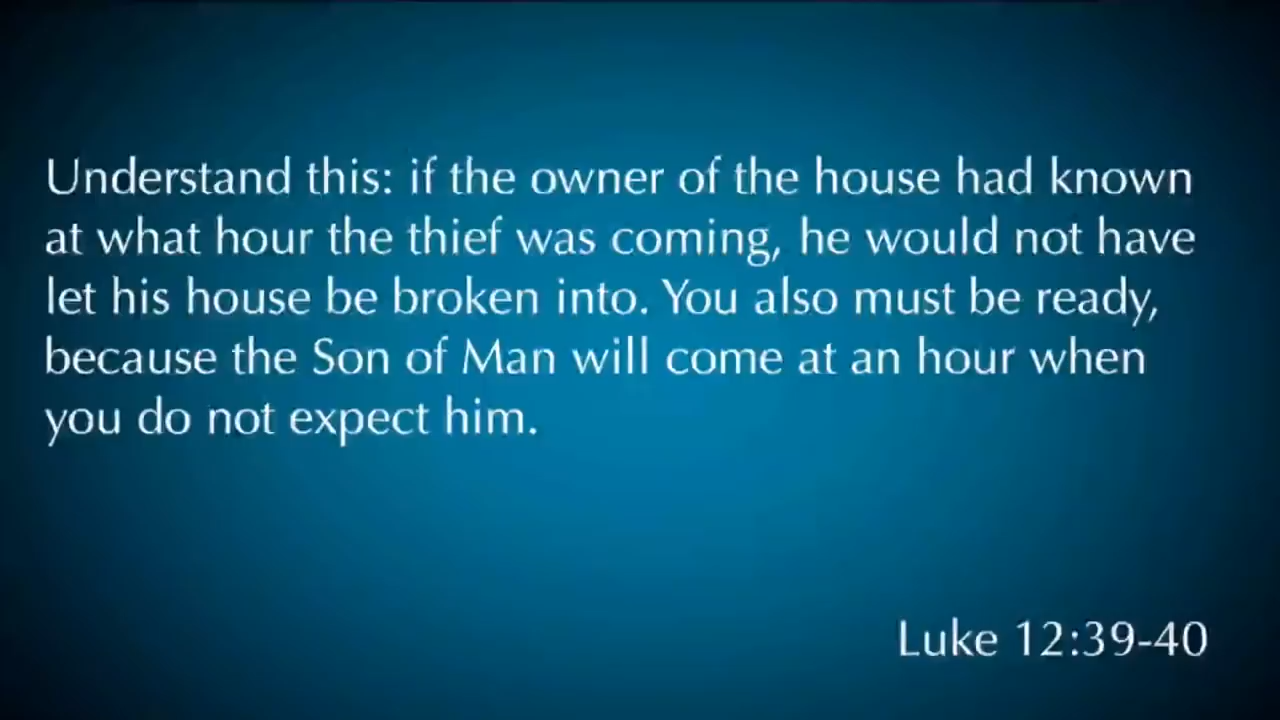 Understand this: if the owner of the house had known
at what hour the thief was coming, he would not have
let his house be broken into. You also must be ready,
because the Son of Man will come at an hour when
you do not expect him.
Luke 12:39-40